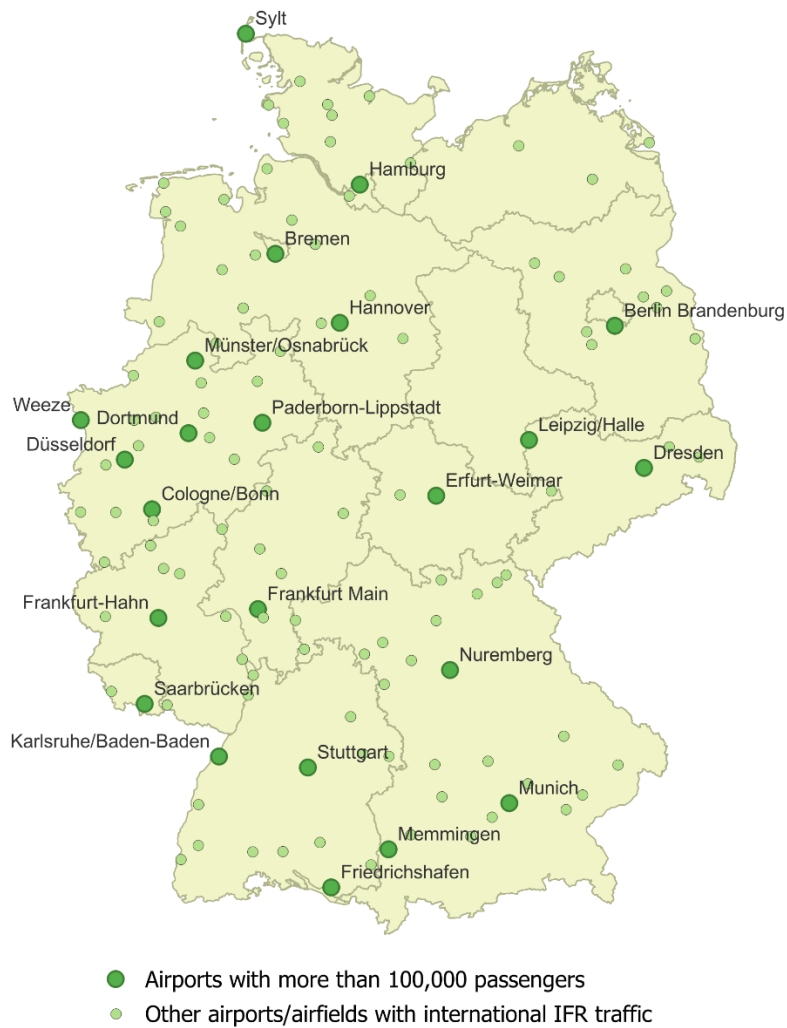 Sylt
Hamburg
Bremen
Hannover
Berlin Brandenburg
Münster/Osnabrück
Weeze
Dortmund
Paderborn-Lippstadt
Düsseldorf
Leipzig/Halle
Dresden
Cologne/Bonn
Erfurt-Weimar
Frankfurt-Hahn
Frankfurt Main
Nuremberg
Saarbrücken
Karlsruhe/Baden-Baden
Stuttgart
Munich
Memmingen
Friedrichshafen
Airports with more than 100,000 passengers
Other airports/airfields with international IFR traffic